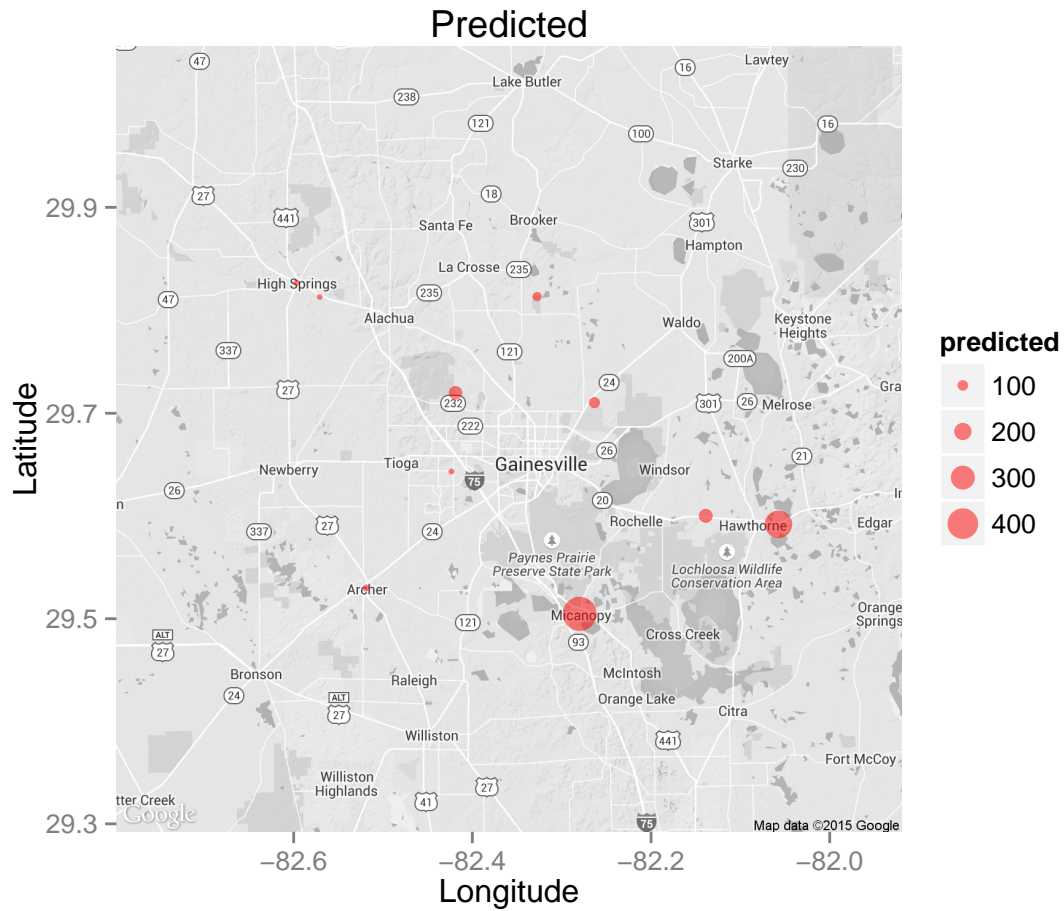 Predicted
47
Lawtey
16
Lake Butler
238
121
16
100
Starke
230
27
18
441
Santa Fe
Brooker
301
Hampton
La Crosse
235
High Springs
235
47
Alachua
Waldo
Keystone
Heights
337
121
200A
24
27
Gra
232
301
26
Melrose
222
26
21
Tioga
Gainesville
Newberry
Windsor
75
26
20
n
In
Rochelle
Hawthorne
Edgar
337
27
24
Paynes Prairie
Preserve State Park
Lochloosa Wildlife
Conservation Area
Archer
Micanopy
Orange
Springs
121
Cross Creek
ALT
27
93
Bronson
Raleigh
McIntosh
24
ALT
27
Orange Lake
Citra
Williston
441
Fort McCoy
Williston
Highlands
27
41
tter Creek
Google
75
Map data ©2015 Google
29.9
29.7
29.5
29.3
Latitude
−82.6
−82.4
−82.2
−82.0
Longitude
predicted
100
200
300
400